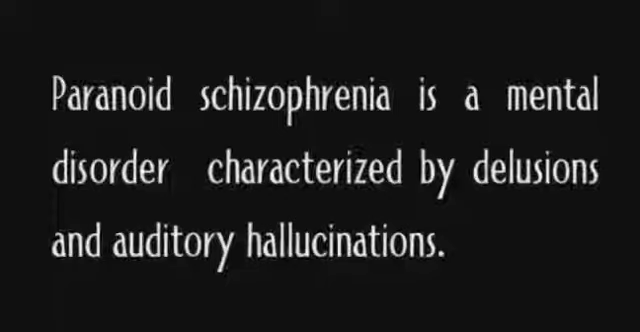 Paranoid schizophrenia is a mental
disorder characterized by delusions
and auditory hallucinations.